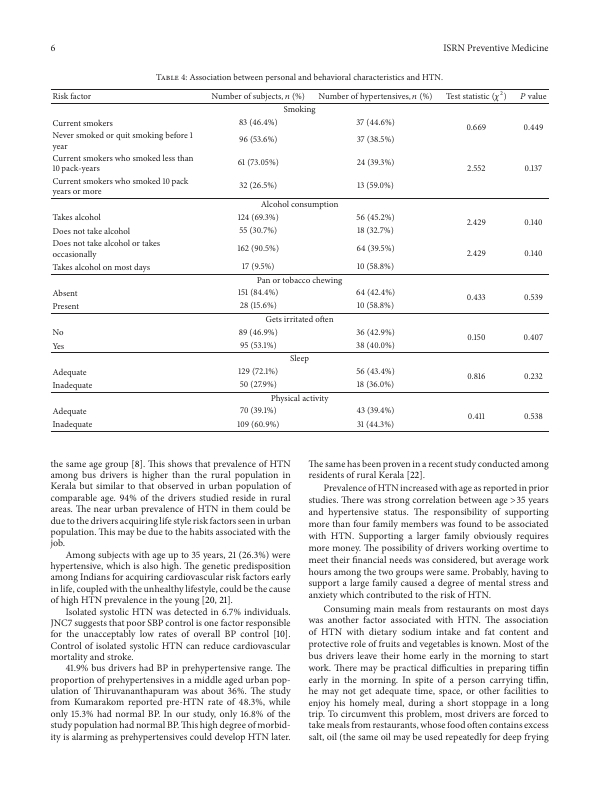 6
ISRN Preventive Medicine
Table 4: Association between personal and behavioral characteristics and HTN.
Risk factor Number of subjects, n (%) Number of hypertensives, n (%) Test statistic (χ²) P value
Smoking
Current smokers 83 (46.4%) 37 (44.6%) 0.669 0.449
Never smoked or quit smoking before 1
year 96 (53.6%) 37 (38.5%)
Current smokers who smoked less than
10 pack-years 61 (73.05%) 24 (39.3%) 2.552 0.137
Current smokers who smoked 10 pack
years or more 32 (26.5%) 13 (59.0%)
Alcohol consumption
Takes alcohol 124 (69.3%) 56 (45.2%) 2.429 0.140
Does not take alcohol 55 (30.7%) 18 (32.7%)
Does not take alcohol or takes
occasionally 162 (90.5%) 64 (39.5%) 2.429 0.140
Takes alcohol on most days 17 (9.5%) 10 (58.8%)
Pan or tobacco chewing
Absent 151 (84.4%) 64 (42.4%) 0.433 0.539
Present 28 (15.6%) 10 (58.8%)
Gets irritated often
No 89 (46.9%) 36 (42.9%) 0.150 0.407
Yes 95 (53.1%) 38 (40.0%)
Sleep
Adequate 129 (72.1%) 56 (43.4%) 0.816 0.232
Inadequate 50 (27.9%) 18 (36.0%)
Physical activity
Adequate 70 (39.1%) 43 (39.4%) 0.411 0.538
Inadequate 109 (60.9%) 31 (44.3%)
the same age group [8]. This shows that prevalence of HTN
among bus drivers is higher than the rural population in
Kerala but similar to that observed in urban population of
comparable age. 94% of the drivers studied reside in rural
areas. The near urban prevalence of HTN in them could be
due to the drivers acquiring life style risk factors seen in urban
population. This may be due to the habits associated with the
job.
Among subjects with age up to 35 years, 21 (26.3%) were
hypertensive, which is also high. The genetic predisposition
among Indians for acquiring cardiovascular risk factors early
in life, coupled with the unhealthy lifestyle, could be the cause
of high HTN prevalence in the young [20, 21].
Isolated systolic HTN was detected in 6.7% individuals.
JNC7 suggests that poor SBP control is one factor responsible
for the unacceptably low rates of overall BP control [10].
Control of isolated systolic HTN can reduce cardiovascular
mortality and stroke.
41.9% bus drivers had BP in prehypertensive range. The
proportion of prehypertensives in a middle aged urban pop-
ulation of Thiruvananthapuram was about 36%. The study
from Kumarakom reported pre-HTN rate of 48.3%, while
only 15.3% had normal BP. In our study, only 16.8% of the
study population had normal BP. This high degree of morbid-
ity is alarming as prehypertensives could develop HTN later.
The same has been proven in a recent study conducted among
residents of rural Kerala [22].
Prevalence of HTN increased with age as reported in prior
studies. There was strong correlation between age >35 years
and hypertensive status. The responsibility of supporting
more than four family members was found to be associated
with HTN. Supporting a larger family obviously requires
more money. The possibility of drivers working overtime to
meet their financial needs was considered, but average work
hours among the two groups were same. Probably, having to
support a large family caused a degree of mental stress and
anxiety which contributed to the risk of HTN.
Consuming main meals from restaurants on most days
was another factor associated with HTN. The association
of HTN with dietary sodium intake and fat content and
protective role of fruits and vegetables is known. Most of the
bus drivers leave their home early in the morning to start
work. There may be practical difficulties in preparing tiffin
early in the morning. In spite of a person carrying tiffin,
he may not get adequate time, space, or other facilities to
enjoy his homely meal, during a short stoppage in a long
trip. To circumvent this problem, most drivers are forced to
take meals from restaurants, whose food often contains excess
salt, oil (the same oil may be used repeatedly for deep frying